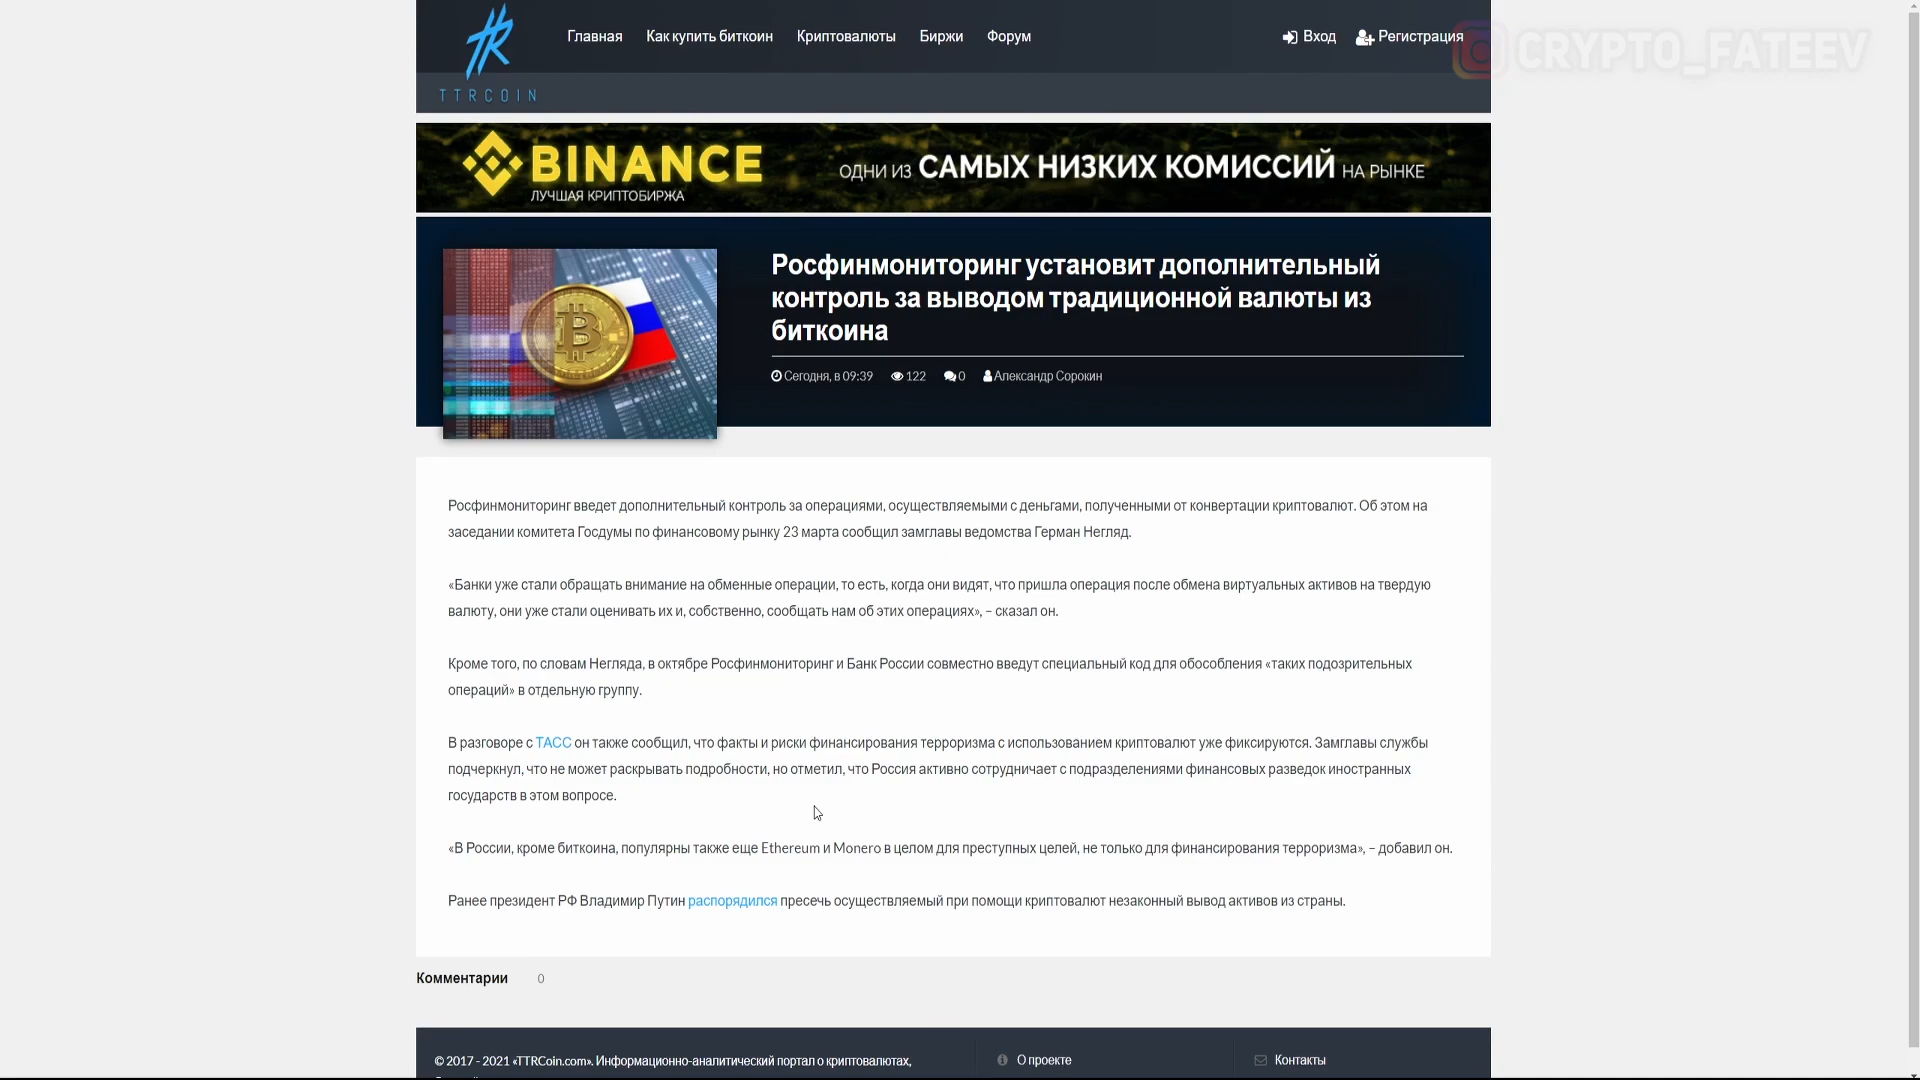 Главная Как купить биткоин Криптовалюты Биржи Форум Вход Регистрация
CRYPTO_FATEEV
TTRCOIN
BINANCE
ЛУЧШАЯ КРИПТОБИРЖА
ОДНИ ИЗ САМЫХ НИЗКИХ КОМИССИЙ НА РЫНКЕ
Росфинмониторинг установит дополнительный
контроль за выводом традиционной валюты из
биткоина
Сегодня, в 09:39 122 0 Александр Сорокин
Росфинмониторинг введет дополнительный контроль за операциями, осуществляемыми с деньгами, полученными от конвертации криптовалют. Об этом на
заседании комитета Госдумы по финансовому рынку 23 марта сообщил замглавы ведомства Герман Негляд.
«Банки уже стали обращать внимание на обменные операции, то есть, когда они видят, что пришла операция после обмена виртуальных активов на твердую
валюту, они уже стали оценивать их и, собственно, сообщать нам об этих операциях», – сказал он.
Кроме того, по словам Негляда, в октябре Росфинмониторинг и Банк России совместно введут специальный код для обособления «таких подозрительных
операций» в отдельную группу.
В разговоре с ТАСС он также сообщил, что факты и риски финансирования терроризма с использованием криптовалют уже фиксируются. Замглавы службы
подчеркнул, что не может раскрывать подробности, но отметил, что Россия активно сотрудничает с подразделениями финансовых разведок иностранных
государств в этом вопросе.
«В России, кроме биткоина, популярны также еще Ethereum и Monero в целом для преступных целей, не только для финансирования терроризма», – добавил он.
Ранее президент РФ Владимир Путин распорядился пресечь осуществляемый при помощи криптовалют незаконный вывод активов из страны.
Комментарии 0
© 2017 - 2021 «TTRCoin.com». Информационно-аналитический портал о криптовалютах, О проекте Контакты